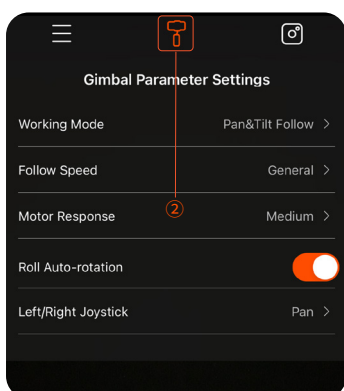 Gimbal Parameter Settings
Working Mode Pan&Tilt Follow >
Follow Speed General >
②
Motor Response Medium >
Roll Auto-rotation
Left/Right Joystick Pan >